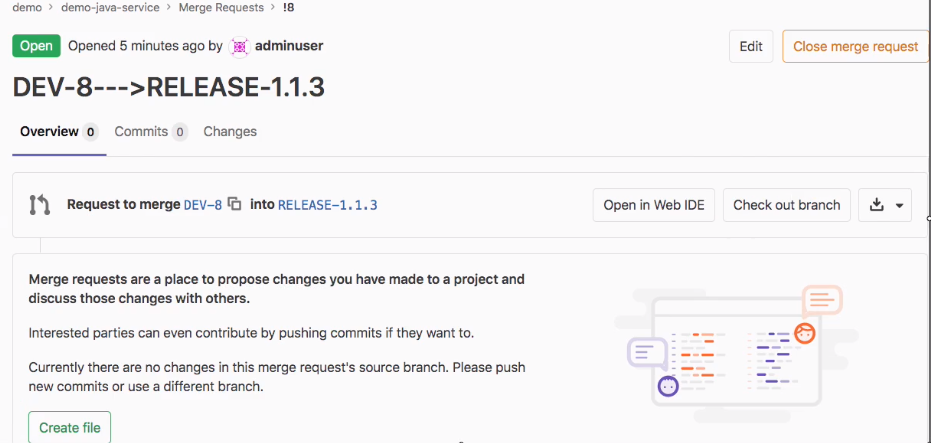 demo > demo-java-service > Merge Requests > !8
Open Opened 5 minutes ago by adminuser Edit Close merge request
DEV-8--->RELEASE-1.1.3
Overview 0 Commits 0 Changes
Request to merge DEV-8 into RELEASE-1.1.3 Open in Web IDE Check out branch
Merge requests are a place to propose changes you have made to a project and
discuss those changes with others.
Interested parties can even contribute by pushing commits if they want to.
Currently there are no changes in this merge request's source branch. Please push
new commits or use a different branch.
Create file